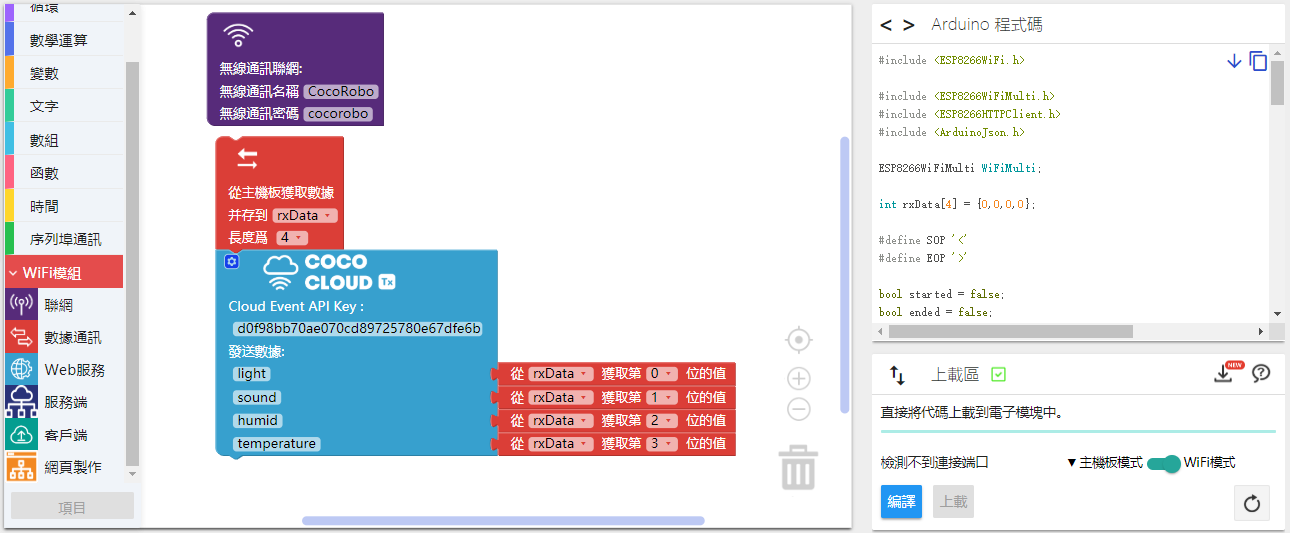 循環
數學運算
變數
文字
數組
函數
時間
序列埠通訊
WiFi模組
聯網
數據通訊
Web服務
服務端
客戶端
網頁製作
項目
無線通訊聯網:
無線通訊名稱 CocoRobo
無線通訊密碼 cocorobo
從主機板獲取數據
并存到 rxData
長度爲 4
COCO
CLOUD Tx
Cloud Event API Key :
d0f98bb70ae070cd89725780e67dfe6b
發送數據:
light 從 rxData 獲取第 0 位的值
sound 從 rxData 獲取第 1 位的值
humid 從 rxData 獲取第 2 位的值
temperature 從 rxData 獲取第 3 位的值
< > Arduino 程式碼
#include <ESP8266WiFi.h>
#include <ESP8266WiFiMulti.h>
#include <ESP8266HTTPClient.h>
#include <ArduinoJson.h>
ESP8266WiFiMulti WiFiMulti;
int rxData[4] = {0,0,0,0};
#define SOP '<'
#define EOP '>'
bool started = false;
bool ended = false;
上載區
NEW
直接將代碼上載到電子模塊中。
檢測不到連接端口 ▼主機板模式 WiFi模式
編譯 上載